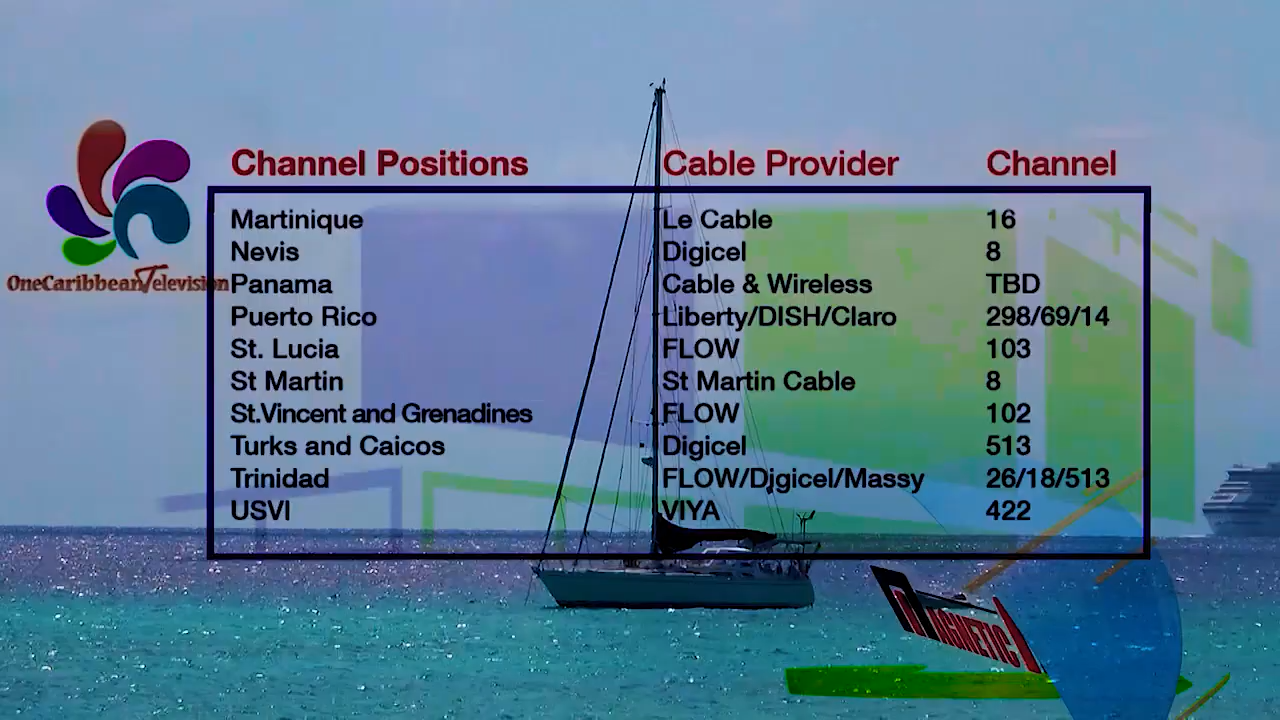 Channel Positions Cable Provider Channel
Martinique Le Cable 16
Nevis Digicel 8
OneCaribbeanTelevision
Panama Cable & Wireless TBD
Puerto Rico Liberty/DISH/Claro 298/69/14
St. Lucia FLOW 103
St Martin St Martin Cable 8
St.Vincent and Grenadines FLOW 102
Turks and Caicos Digicel 513
Trinidad FLOW/Digicel/Massy 26/18/513
USVI VIYA 422
MAGNETIC